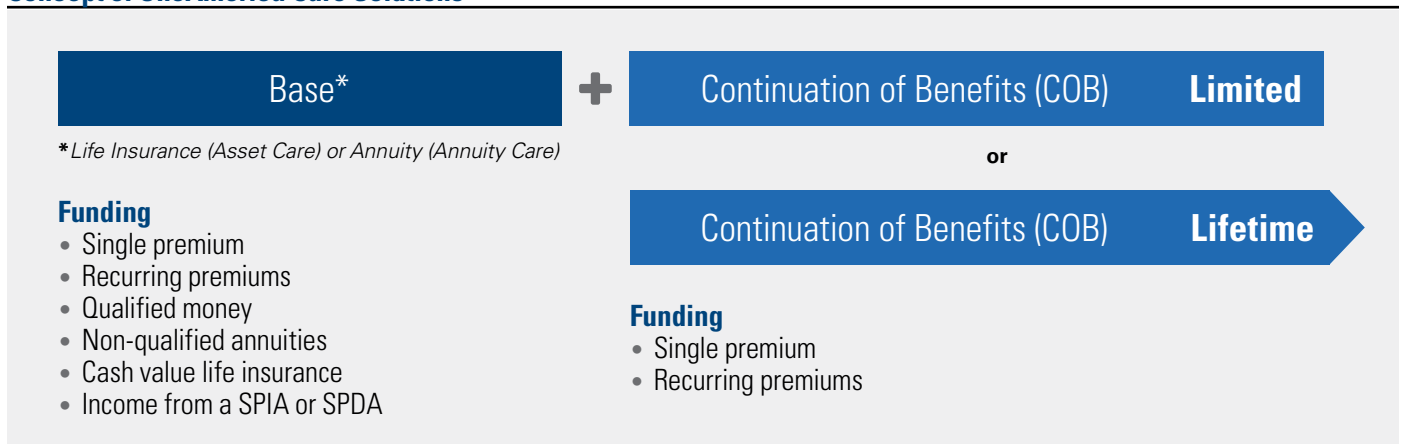 Base*
*Life Insurance (Asset Care) or Annuity (Annuity Care)
Funding
• Single premium
• Recurring premiums
• Qualified money
• Non-qualified annuities
• Cash value life insurance
• Income from a SPIA or SPDA
+
Continuation of Benefits (COB) Limited
or
Continuation of Benefits (COB) Lifetime
Funding
• Single premium
• Recurring premiums